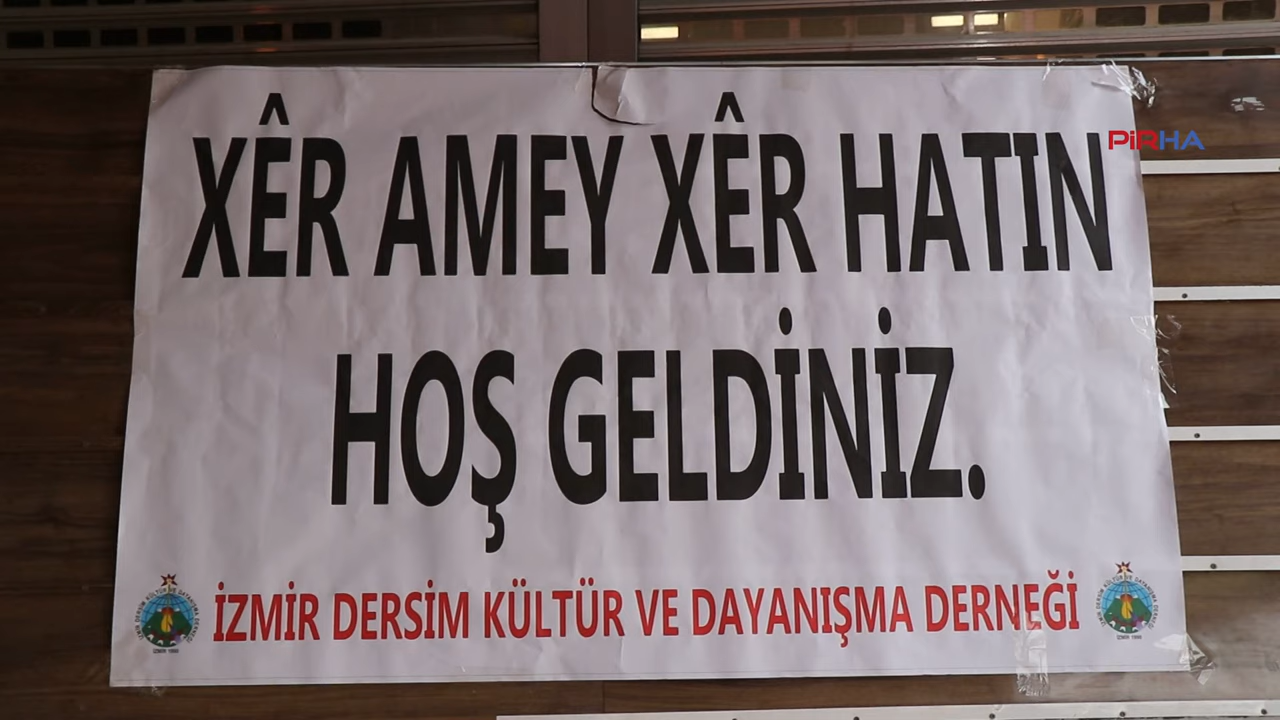 XÊR AMEY XÊR HATIN
PİRHA
HOŞ GELDİNİZ.
İZMİR DERSİM KÜLTÜR VE DAYANIŞMA DERNEĞİ